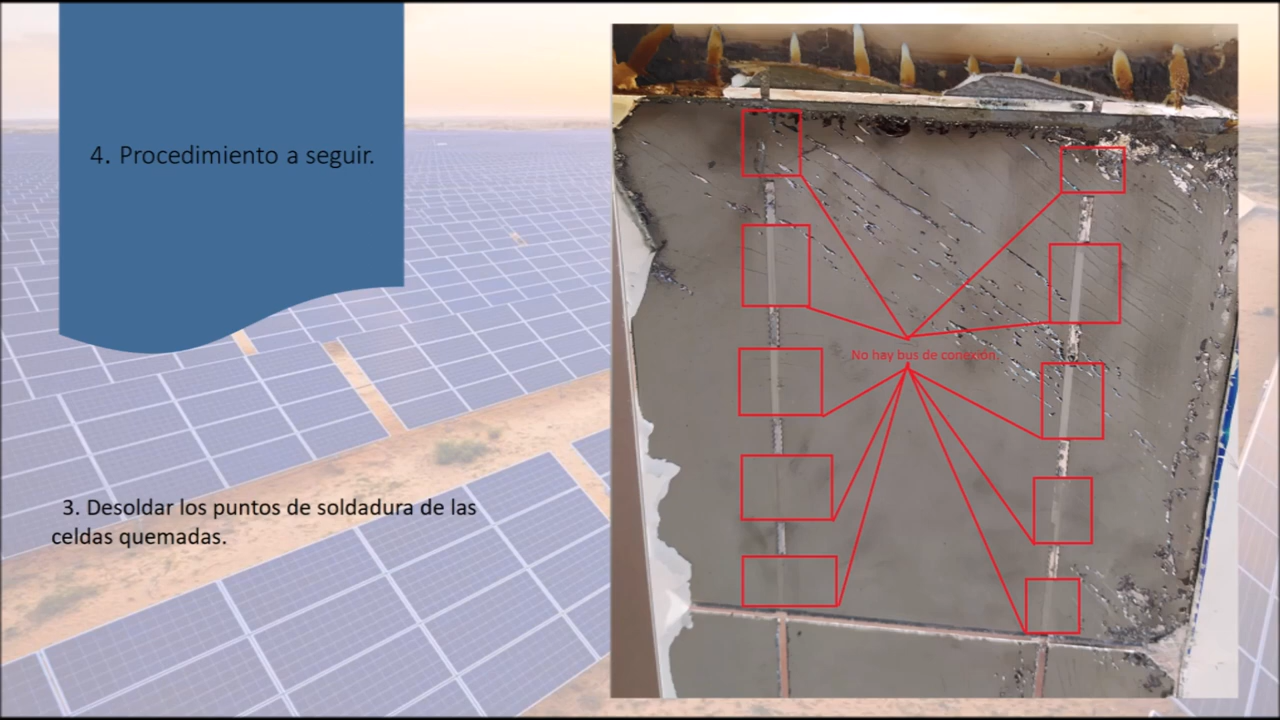 4. Procedimiento a seguir.
3. Desoldar los puntos de soldadura de las
celdas quemadas.
No hay bus de conexión.